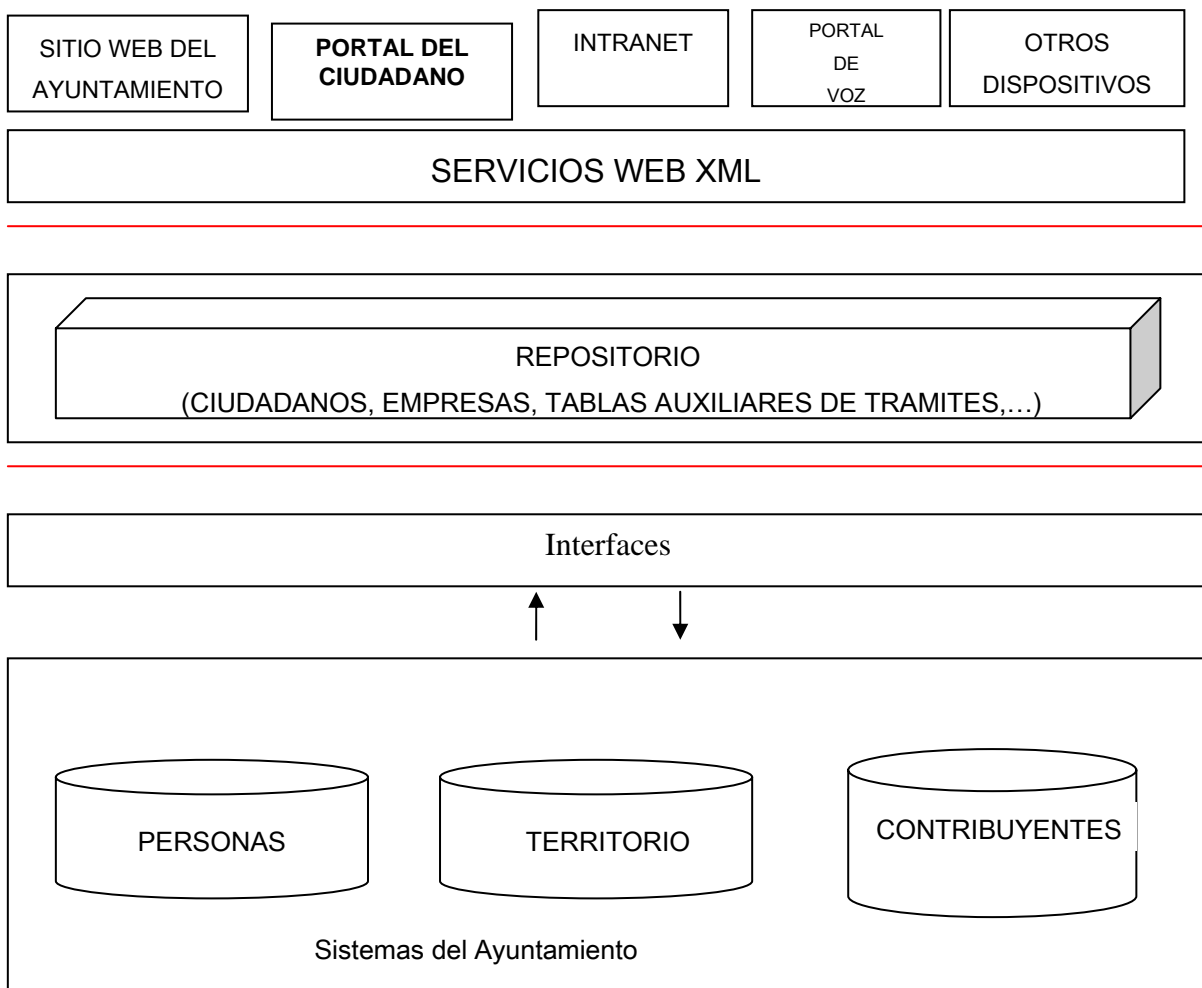 SITIO WEB DEL
AYUNTAMIENTO
PORTAL DEL
CIUDADANO
INTRANET
PORTAL
DE
VOZ
OTROS
DISPOSITIVOS
SERVICIOS WEB XML
REPOSITORIO
(CIUDADANOS, EMPRESAS, TABLAS AUXILIARES DE TRAMITES,…)
Interfaces
PERSONAS
TERRITORIO
CONTRIBUYENTES
Sistemas del Ayuntamiento